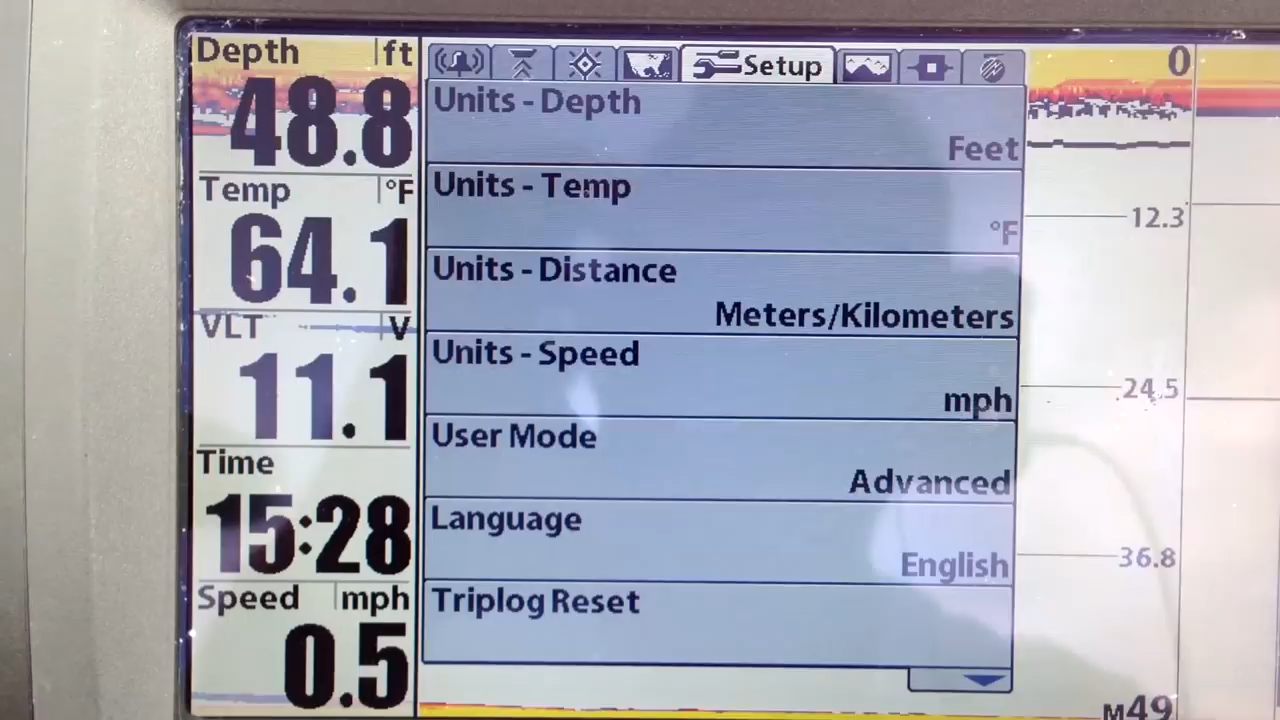 Depth ft
48.8
Temp °F
64.1
VLT V
11.1
Time
15:28
Speed mph
0.5
Setup
Units - Depth
Feet
Units - Temp
°F
Units - Distance
Meters/Kilometers
Units - Speed
mph
User Mode
Advanced
Language
English
Triplog Reset
0
12.3
24.5
36.8
M49